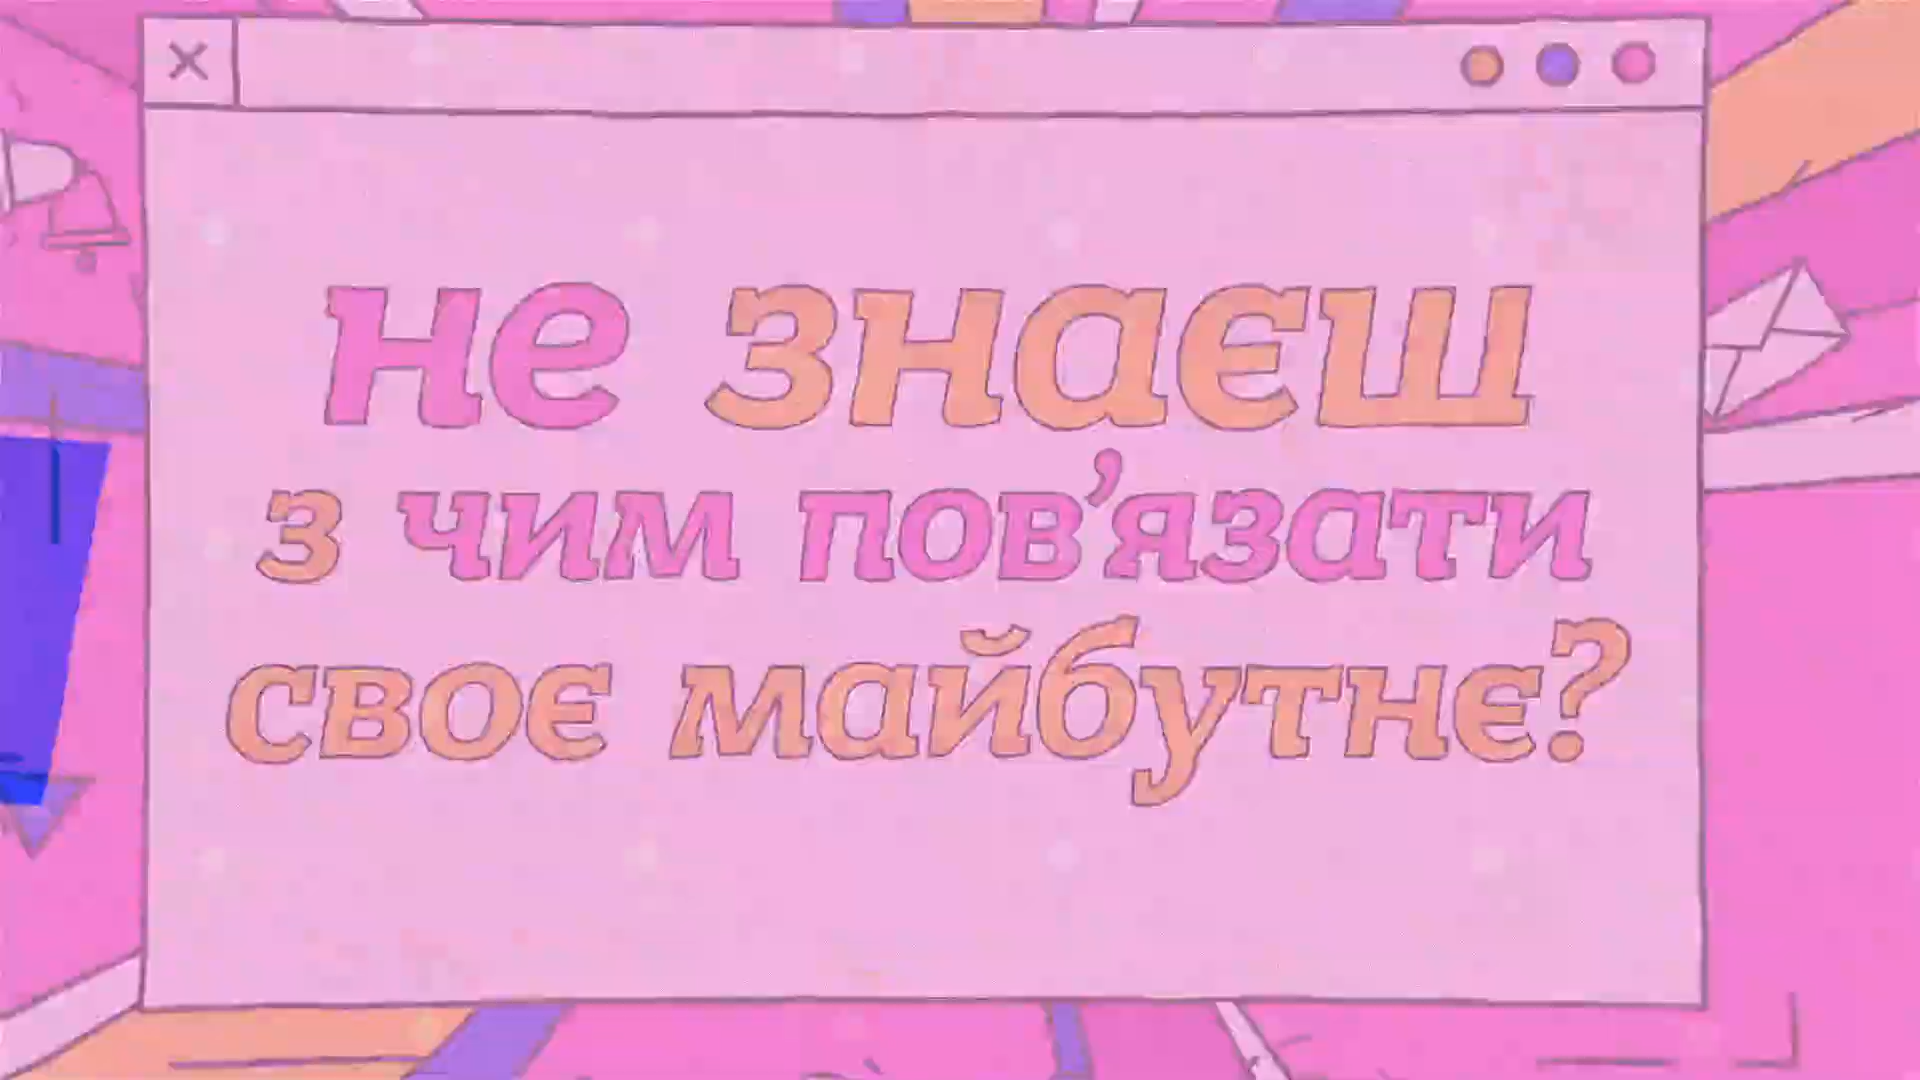 не знаєш
з чим пов’язати
своє майбутнє?